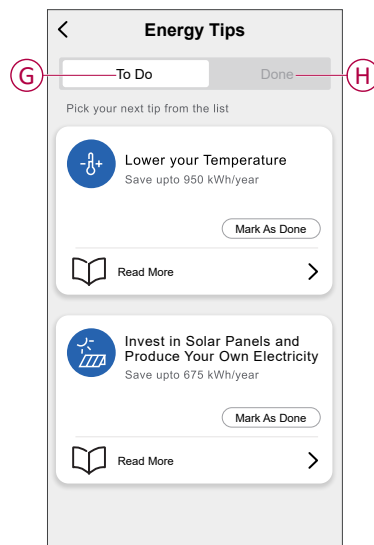 Energy Tips
G
To Do
Done
H
Pick your next tip from the list
Lower your Temperature
Save upto 950 kWh/year
Mark As Done
Read More
Invest in Solar Panels and
Produce Your Own Electricity
Save upto 675 kWh/year
Mark As Done
Read More